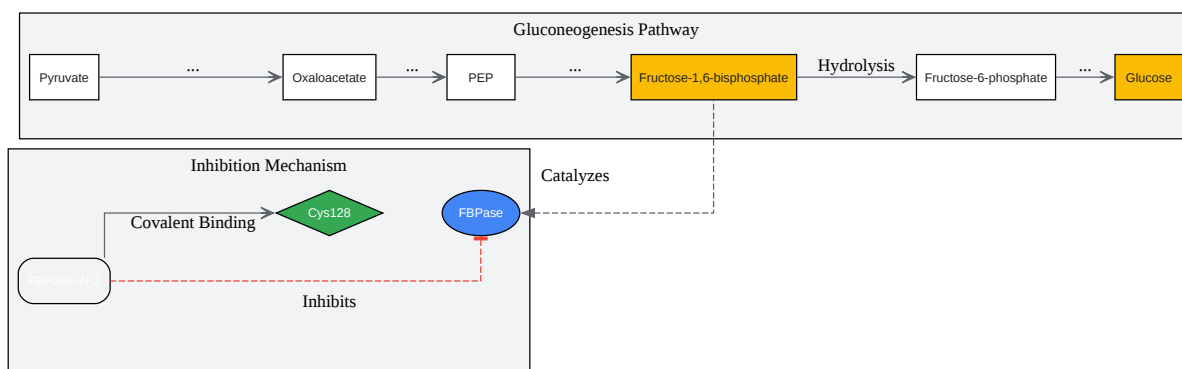 Gluconeogenesis Pathway
Pyruvate
...
Oxaloacetate
...
PEP
...
Fructose-1,6-bisphosphate
Hydrolysis
Fructose-6-phosphate
...
Glucose
Inhibition Mechanism
Catalyzes
Cys128
FBPase
Covalent Binding
FBPase-IN-2
Inhibits